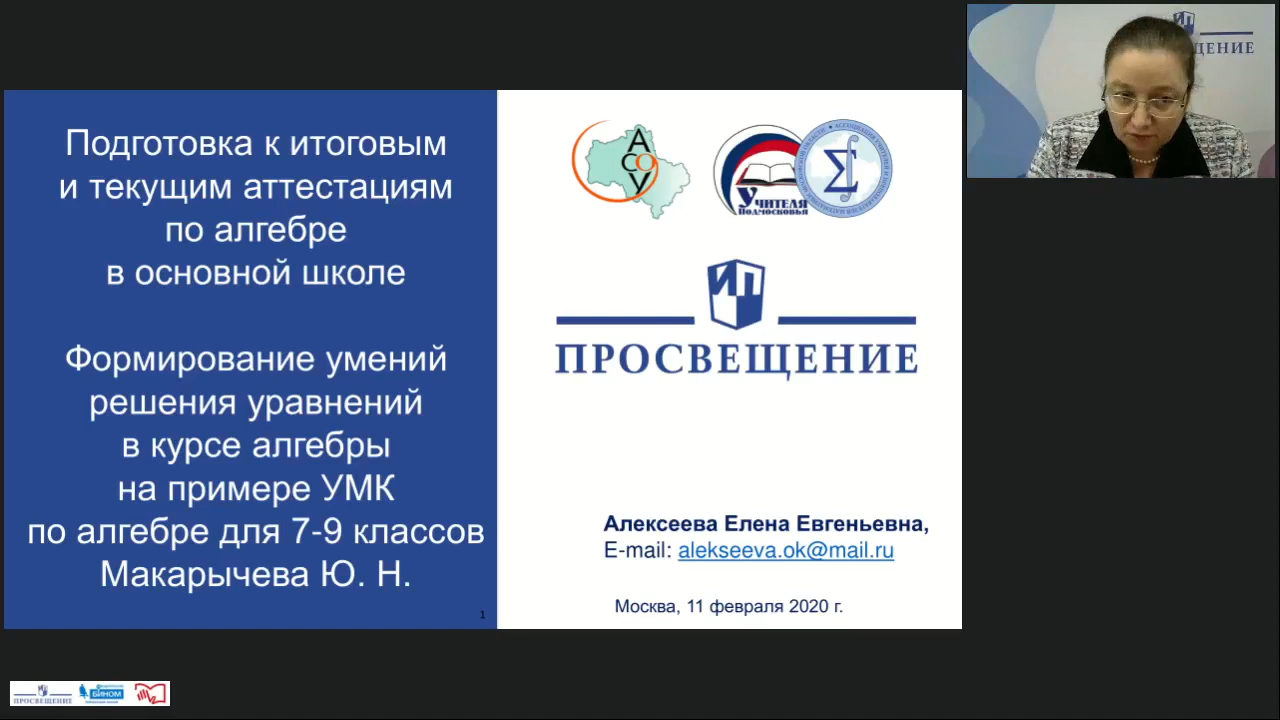 Подготовка к итоговым
и текущим аттестациям
по алгебре
в основной школе
Формирование умений
решения уравнений
в курсе алгебры
на примере УМК
по алгебре для 7-9 классов
Макарычева Ю. Н.
1
АСОУ
УЧИТЕЛЯ
ПОДМОСКОВЬЯ
Σ
ИП
ПРОСВЕЩЕНИЕ
Алексеева Елена Евгеньевна,
E-mail: alekseeva.ok@mail.ru
Москва, 11 февраля 2020 г.
ЩЕНИЕ
ПРОСВЕЩЕНИЕ
БИНОМ